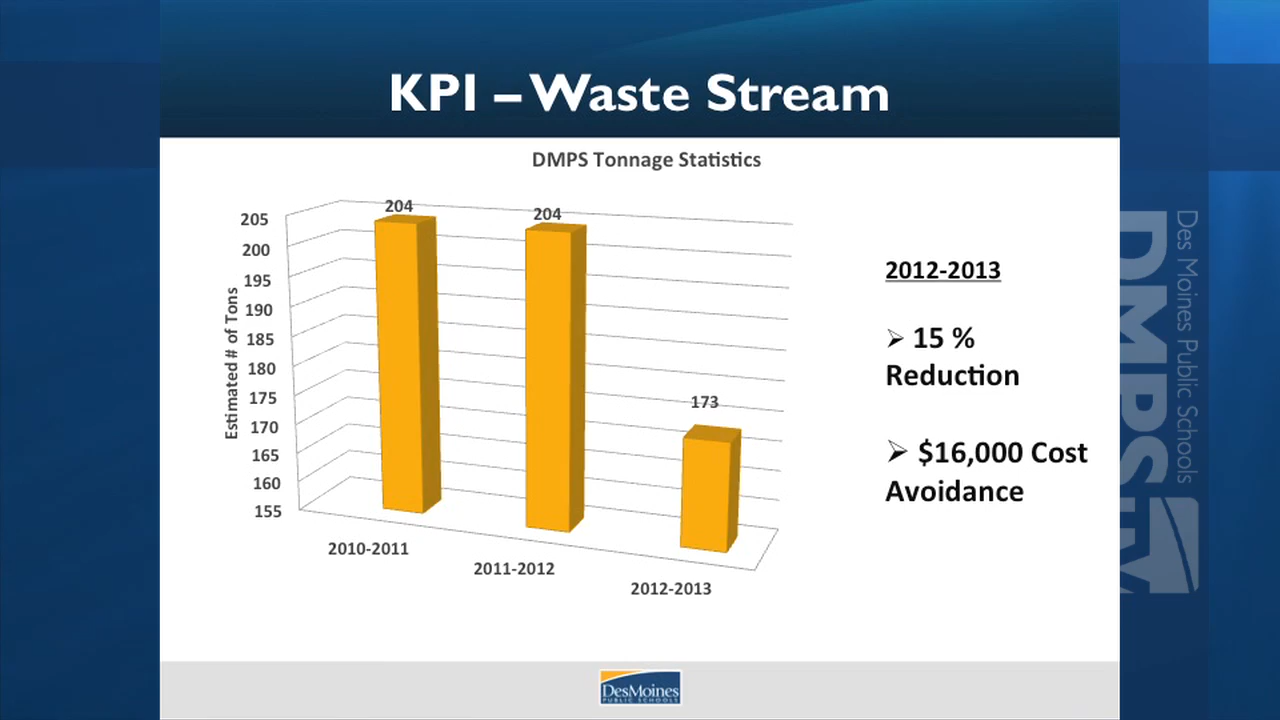 KPI – Waste Stream
DMPS Tonnage Statistics
Estimated # of Tons
205
200
195
190
185
180
175
170
165
160
155
204
204
173
2010-2011
2011-2012
2012-2013
2012-2013
➢ 15 %
Reduction
➢ $16,000 Cost
Avoidance
DesMoines
PUBLIC SCHOOLS
Des Moines Public Schools
DMPS